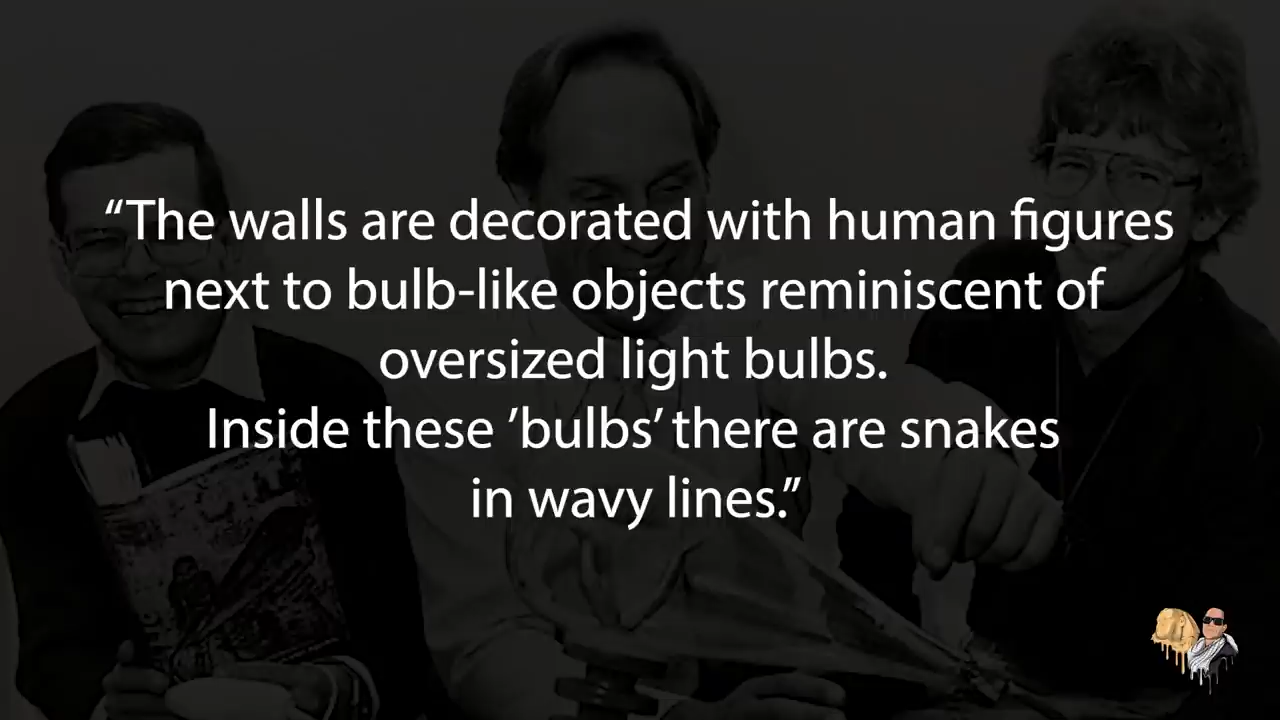 “The walls are decorated with human figures
next to bulb-like objects reminiscent of
oversized light bulbs.
Inside these ’bulbs’ there are snakes
in wavy lines.”